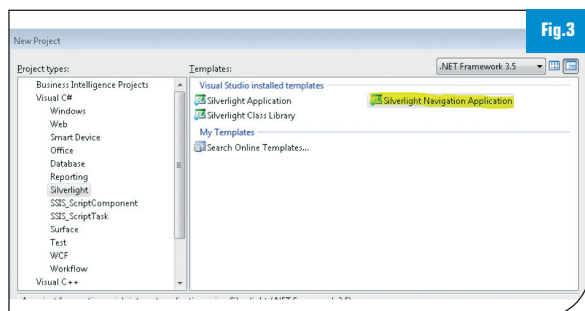 Fig.3
New Project
Project types:
Templates:
.NET Framework 3.5
Business Intelligence Projects
Visual C#
Windows
Web
Smart Device
Office
Database
Reporting
Silverlight
SSIS_ScriptComponent
SSIS_ScriptTask
Surface
Test
WCF
Workflow
Visual C++
Visual Studio installed templates
Silverlight Application
Silverlight Navigation Application
Silverlight Class Library
My Templates
Search Online Templates...